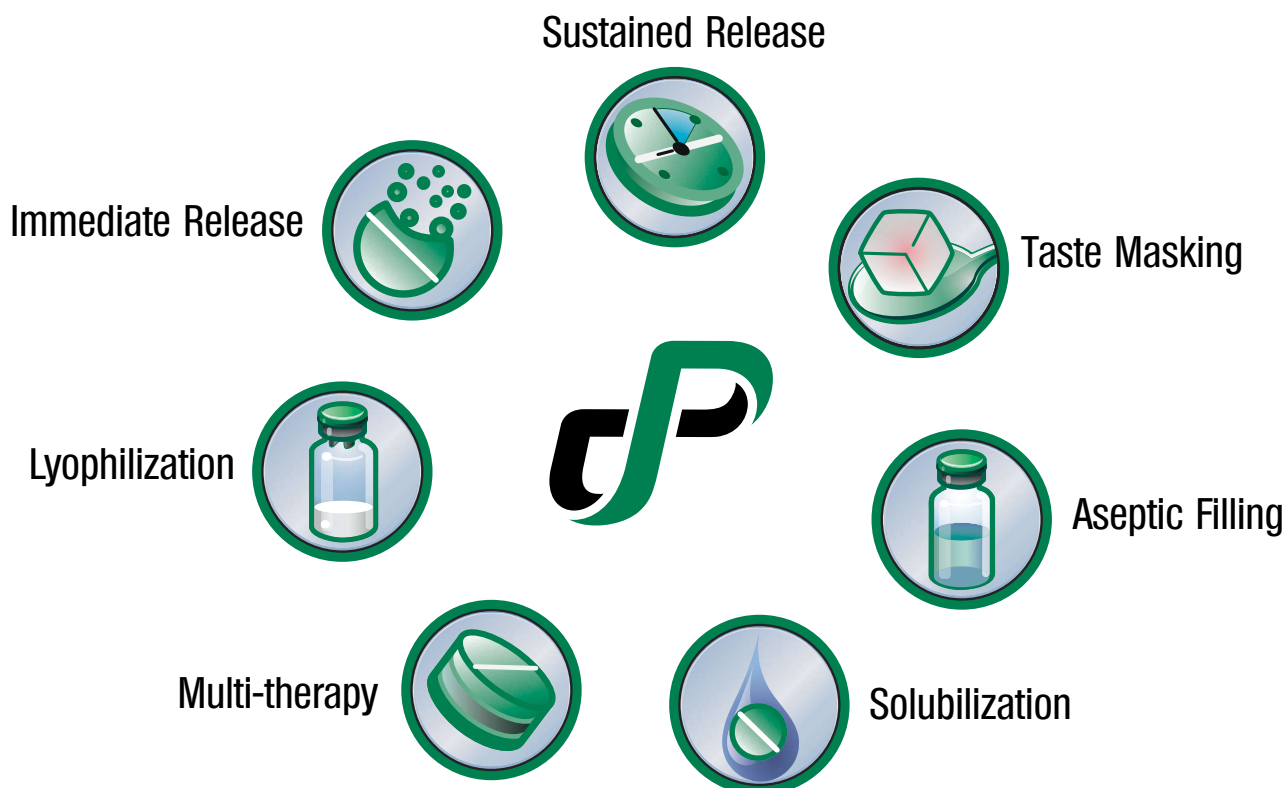 Sustained Release
Immediate Release
Taste Masking
Lyophilization
Aseptic Filling
Multi-therapy
Solubilization